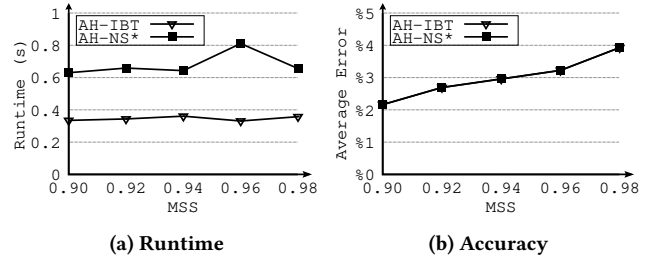 AH-IBT
AH-NS*
1
0.8
0.6
0.4
0.2
0
Runtime (s)
0.90 0.92 0.94 0.96 0.98
MSS
(a) Runtime
AH-IBT
AH-NS*
%5
%4
%3
%2
%1
%0
Average Error
0.90 0.92 0.94 0.96 0.98
MSS
(b) Accuracy